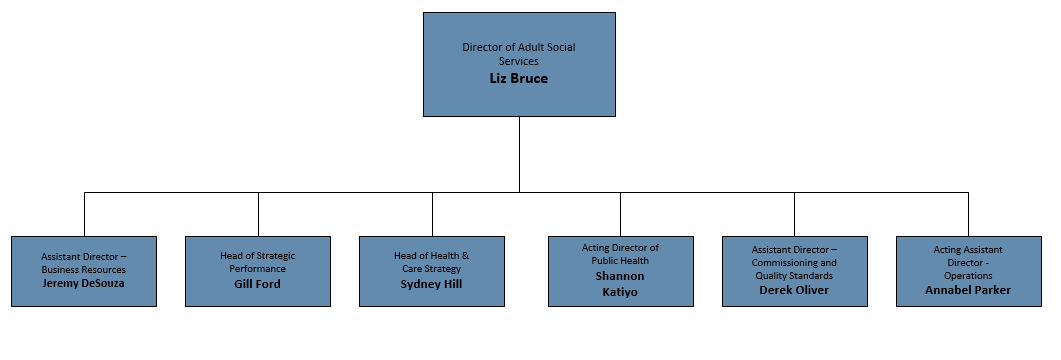 Director of Adult Social
Services
Liz Bruce
Assistant Director –
Business Resources
Jeremy DeSouza
Head of Strategic
Performance
Gill Ford
Head of Health &
Care Strategy
Sydney Hill
Acting Director of
Public Health
Shannon
Katiyo
Assistant Director –
Commissioning and
Quality Standards
Derek Oliver
Acting Assistant
Director -
Operations
Annabel Parker